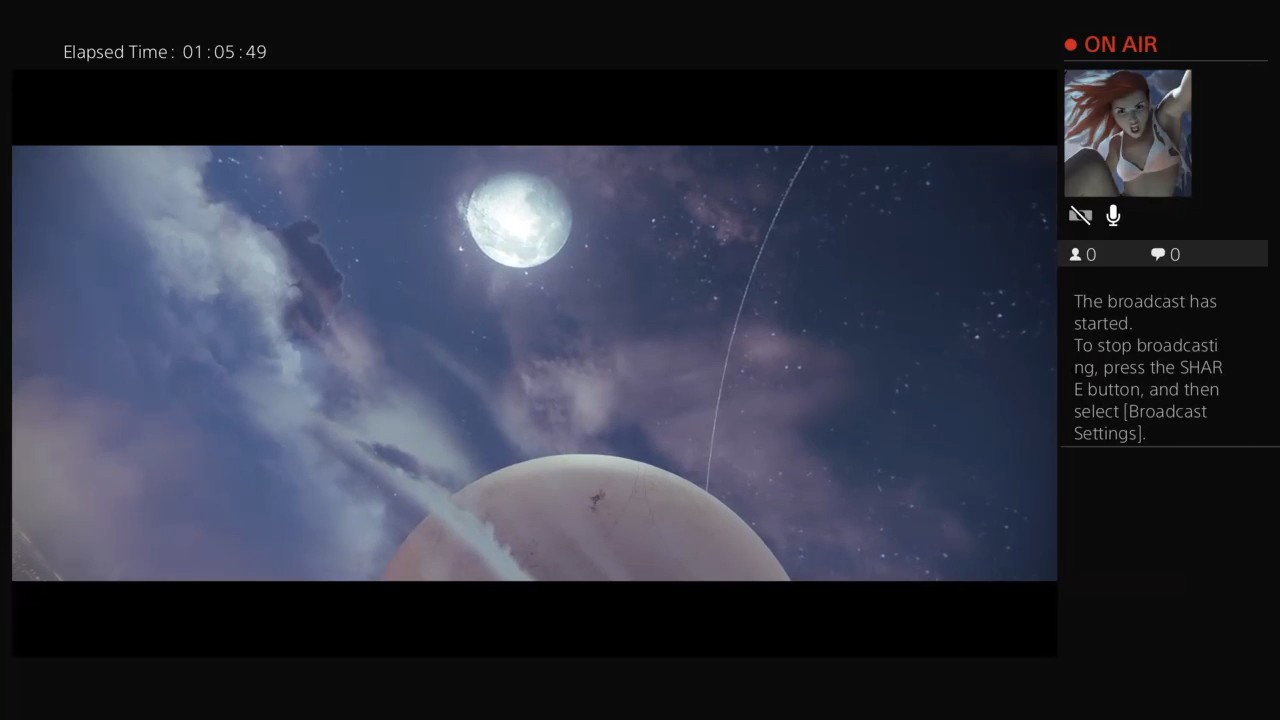 Elapsed Time: 01:05:49
ON AIR
0
0
The broadcast has
started.
To stop broadcasti
ng, press the SHAR
E button, and then
select [Broadcast
Settings].